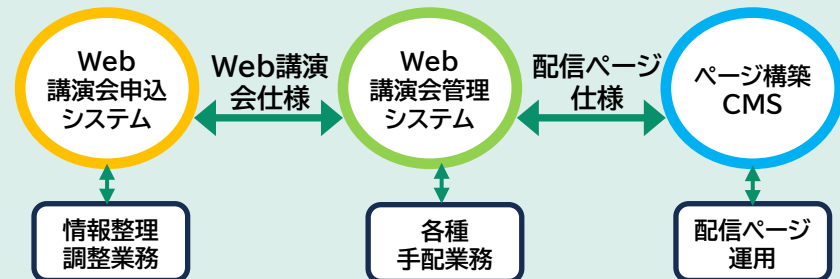 Web
講演会申込
システム
Web講演
会仕様
Web
講演会管理
システム
配信ページ
仕様
ページ構築
CMS
情報整理
調整業務
各種
手配業務
配信ページ
運用